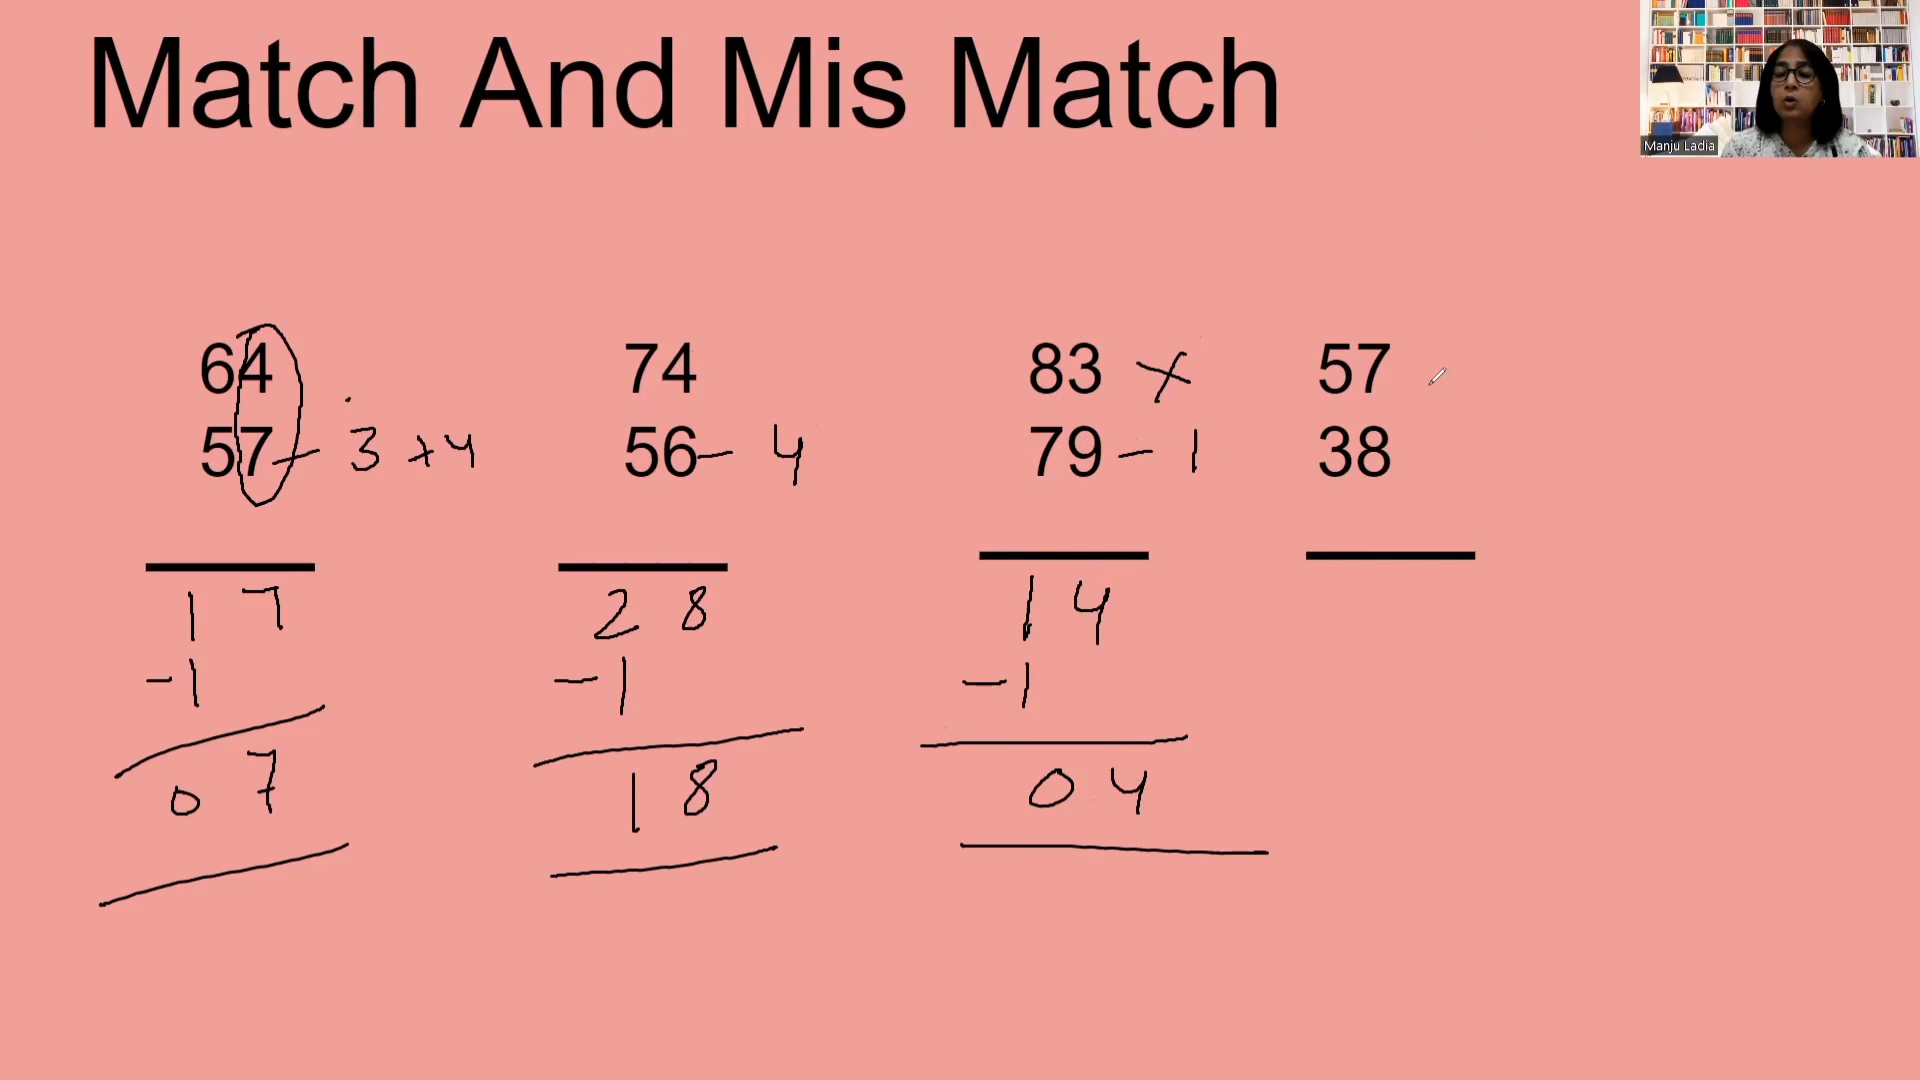 Match And Mis Match
Manju Ladia
64
57 - 3 + 4
17
-1
07
74
56 - 4
28
-1
18
83 x
79 - 1
14
-1
04
57
38